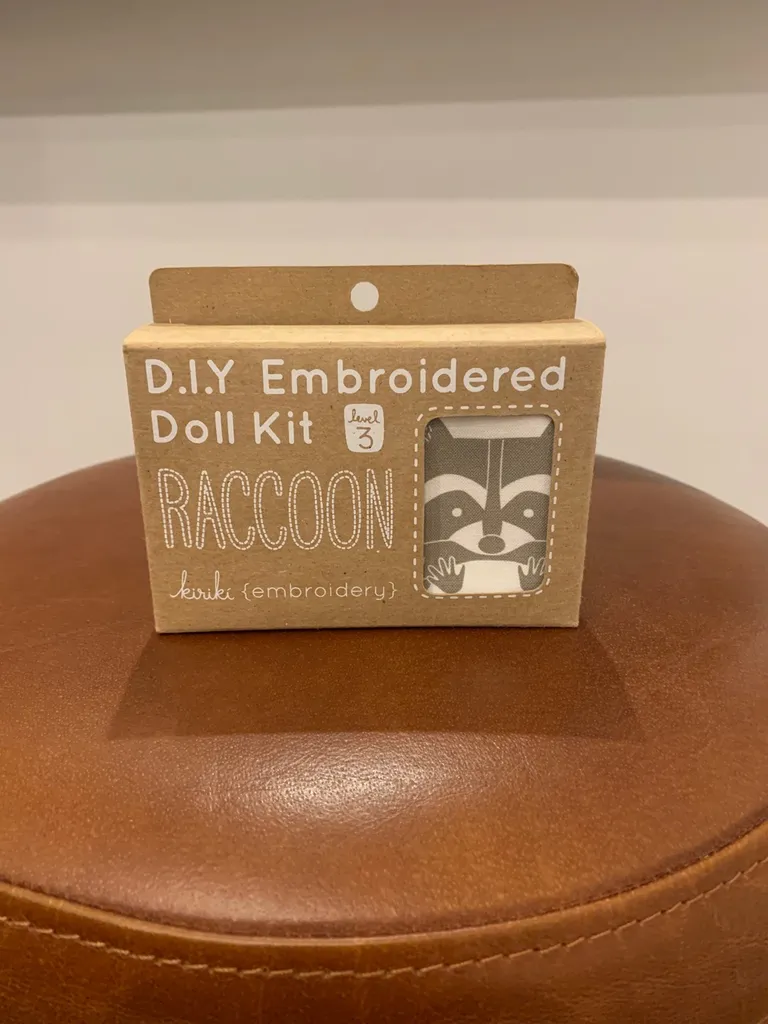 D.I.Y Embroidered
Doll Kit level 3
RACCOON
kiriki {embroidery}